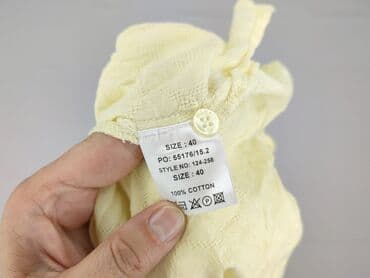 SIZE : 40
PO: 55176/15.2
STYLE NO: 124-258
SIZE : 40
100% COTTON